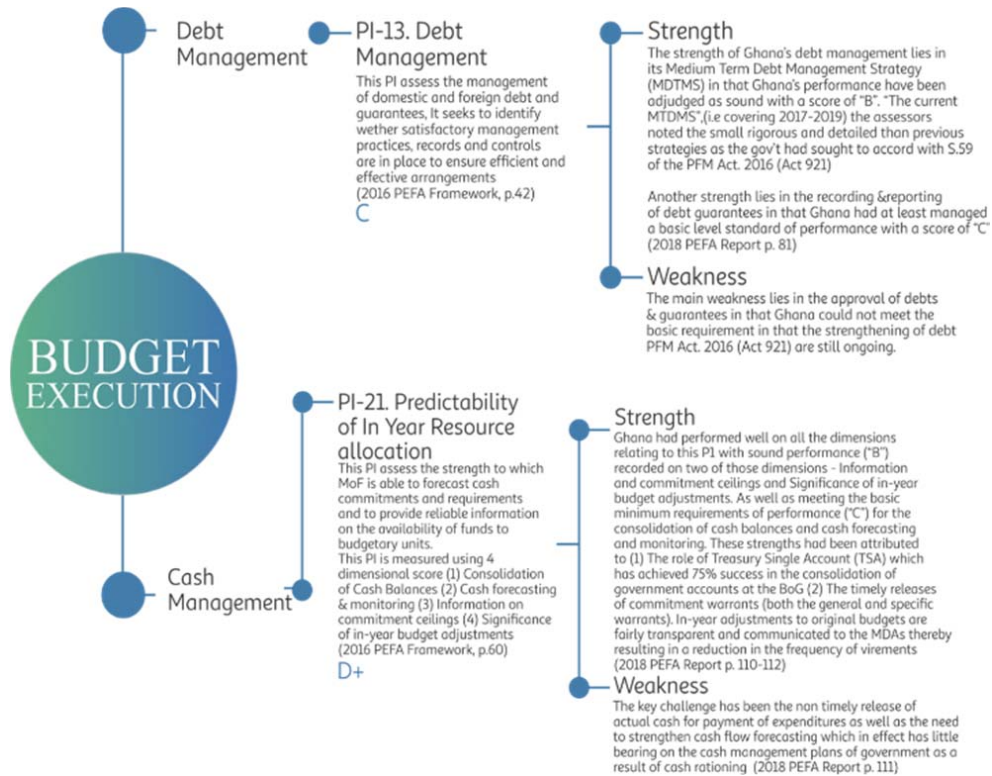 BUDGET
EXECUTION
Debt
Management
PI-13. Debt
Management
This PI assess the management
of domestic and foreign debt and
guarantees, It seeks to identify
wether satisfactory management
practices, records and controls
are in place to ensure efficient and
effective arrangements
(2016 PEFA Framework, p.42)
C
Strength
The strength of Ghana's debt management lies in
its Medium Term Debt Management Strategy
(MDTMS) in that Ghana's performance have been
adjudged as sound with a score of "B". "The current
MTDMS",(i.e covering 2017-2019) the assessors
noted the small rigorous and detailed than previous
strategies as the gov't had sought to accord with S.59
of the PFM Act. 2016 (Act 921)
Another strength lies in the recording &reporting
of debt guarantees in that Ghana had at least managed
a basic level standard of performance with a score of "C"
(2018 PEFA Report p. 81)
Weakness
The main weakness lies in the approval of debts
& guarantees in that Ghana could not meet the
basic requirement in that the strengthening of debt
PFM Act. 2016 (Act 921) are still ongoing.
Cash
Management
PI-21. Predictability
of In Year Resource
allocation
This PI assess the strength to which
MoF is able to forecast cash
commitments and requirements
and to provide reliable information
on the availability of funds to
budgetary units.
This PI is measured using 4
dimensional score (1) Consolidation
of Cash Balances (2) Cash forecasting
& monitoring (3) Information on
commitment ceilings (4) Significance
of in-year budget adjustments
(2016 PEFA Framework, p.60)
D+
Strength
Ghana had performed well on all the dimensions
relating to this P1 with sound performance ("B")
recorded on two of those dimensions - Information
and commitment ceilings and Significance of in-year
budget adjustments. As well as meeting the basic
minimum requirements of performance ("C") for the
consolidation of cash balances and cash forecasting
and monitoring. These strengths had been attributed
to (1) The role of Treasury Single Account (TSA) which
has achieved 75% success in the consolidation of
government accounts at the BoG (2) The timely releases
of commitment warrants (both the general and specific
warrants). In-year adjustments to original budgets are
fairly transparent and communicated to the MDAs thereby
resulting in a reduction in the frequency of virements
(2018 PEFA Report p. 110-112)
Weakness
The key challenge has been the non timely release of
actual cash for payment of expenditures as well as the need
to strengthen cash flow forecasting which in effect has little
bearing on the cash management plans of government as a
result of cash rationing (2018 PEFA Report p. 111)